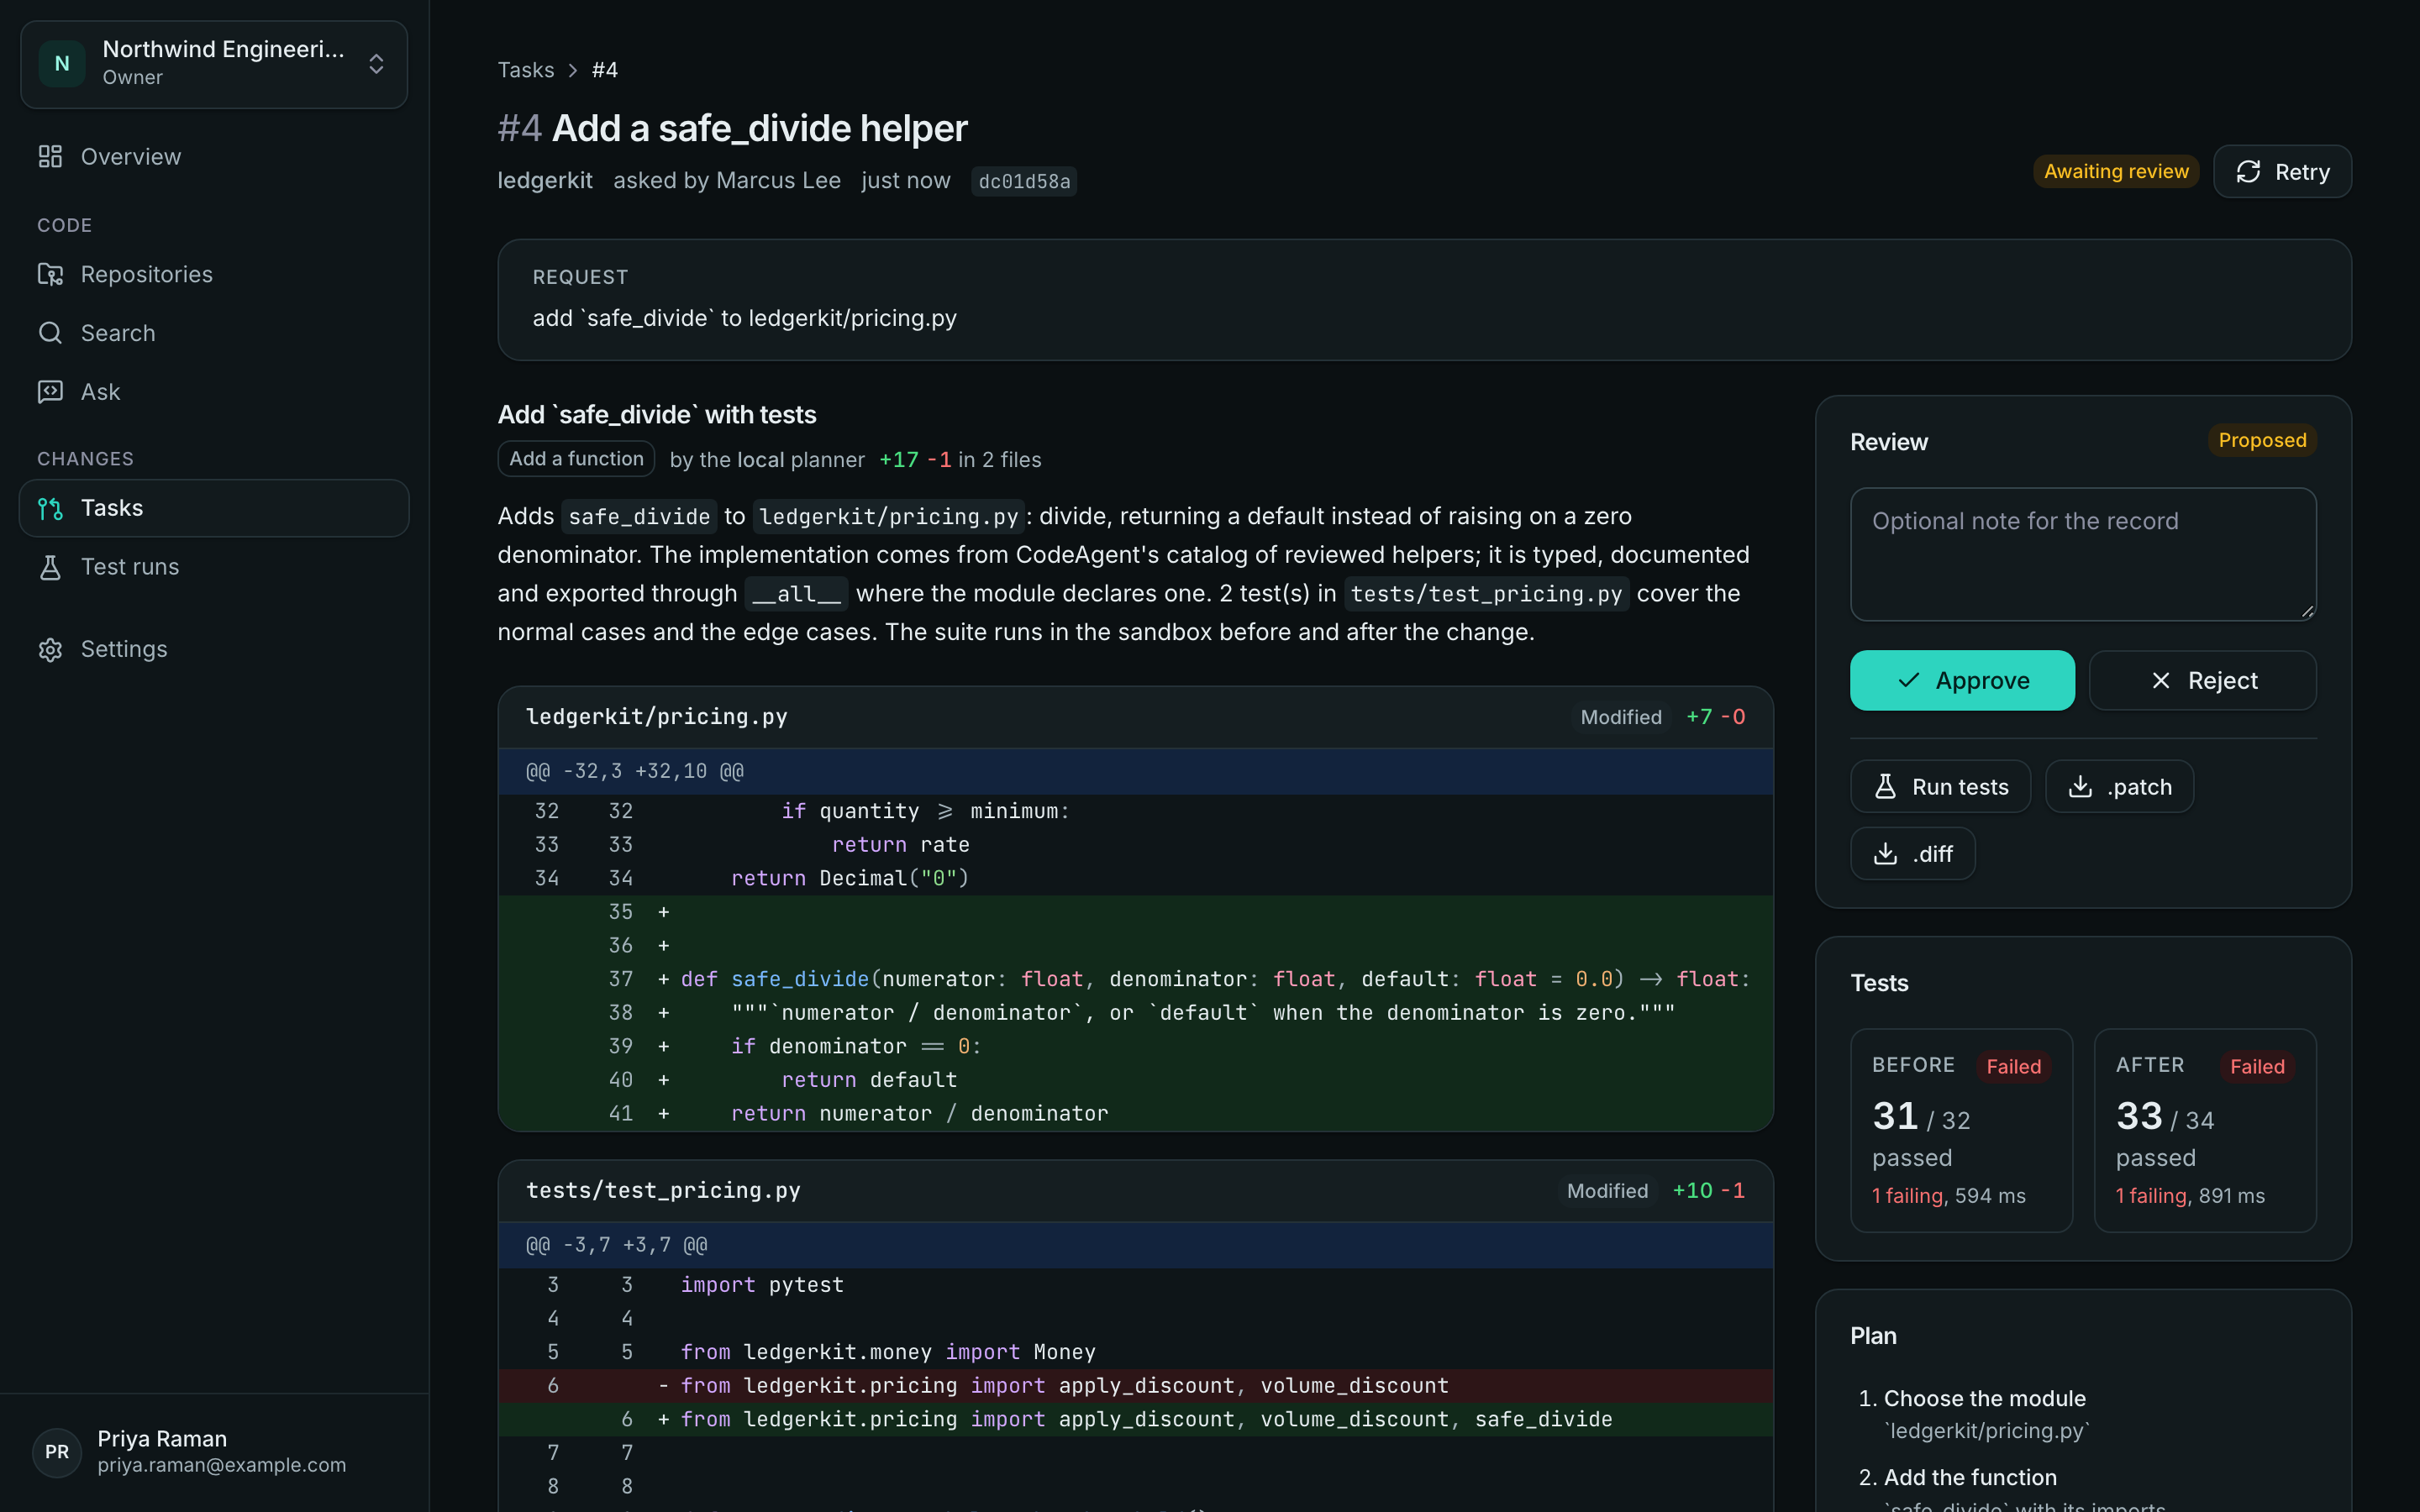 N
Northwind Engineeri...
Owner
Overview
CODE
Repositories
Search
Ask
CHANGES
Tasks
Test runs
Settings
PR
Priya Raman
priya.raman@example.com
Tasks > #4
#4 Add a safe_divide helper
ledgerkit asked by Marcus Lee just now dc01d58a
Awaiting review
Retry
REQUEST
add `safe_divide` to ledgerkit/pricing.py
Add `safe_divide` with tests
Add a function by the local planner +17 -1 in 2 files
Adds safe_divide to ledgerkit/pricing.py: divide, returning a default instead of raising on a zero
denominator. The implementation comes from CodeAgent's catalog of reviewed helpers; it is typed, documented
and exported through __all__ where the module declares one. 2 test(s) in tests/test_pricing.py cover the
normal cases and the edge cases. The suite runs in the sandbox before and after the change.
ledgerkit/pricing.py Modified +7 -0
@@ -32,3 +32,10 @@
32 32 if quantity >= minimum:
33 33 return rate
34 34 return Decimal("0")
35 +
36 +
37 + def safe_divide(numerator: float, denominator: float, default: float = 0.0) -> float:
38 + """`numerator / denominator`, or `default` when the denominator is zero."""
39 + if denominator == 0:
40 + return default
41 + return numerator / denominator
tests/test_pricing.py Modified +10 -1
@@ -3,7 +3,7 @@
3 3 import pytest
4 4
5 5 from ledgerkit.money import Money
6 - from ledgerkit.pricing import apply_discount, volume_discount
6 + from ledgerkit.pricing import apply_discount, volume_discount, safe_divide
7 7
8 8
Review
Proposed
Optional note for the record
Approve
Reject
Run tests
.patch
.diff
Tests
BEFORE Failed
31 / 32
passed
1 failing, 594 ms
AFTER Failed
33 / 34
passed
1 failing, 891 ms
Plan
1. Choose the module
`ledgerkit/pricing.py`
2. Add the function
`safe_divide` with its imports